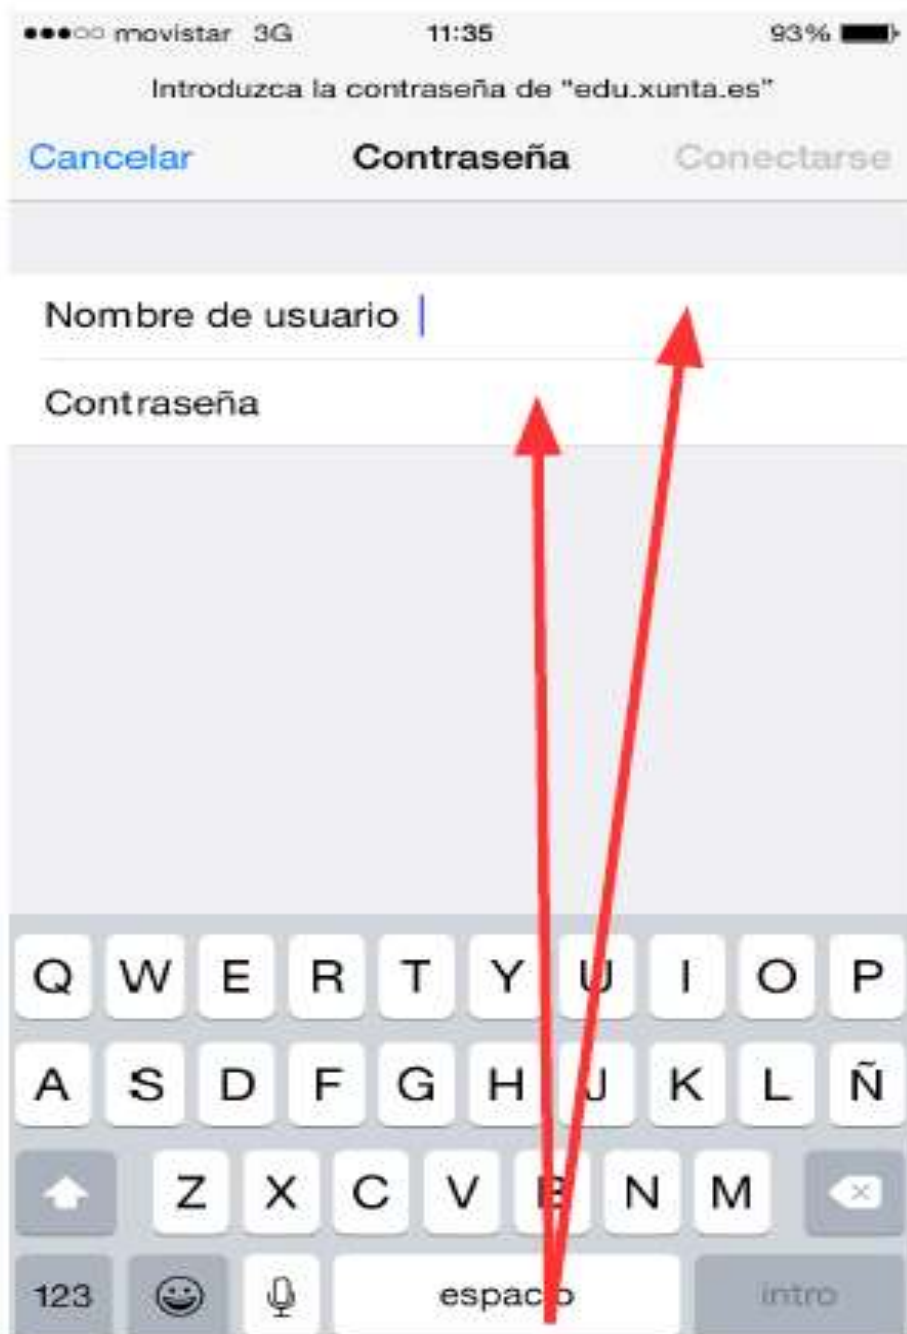 movistar 3G 11:35 93%
Introduzca la contraseña de "edu.xunta.es"
Cancelar Contraseña Conectarse
Nombre de usuario
Contraseña
Q W E R T Y U I O P
A S D F G H J K L Ñ
Z X C V B N M
123 espacio intro